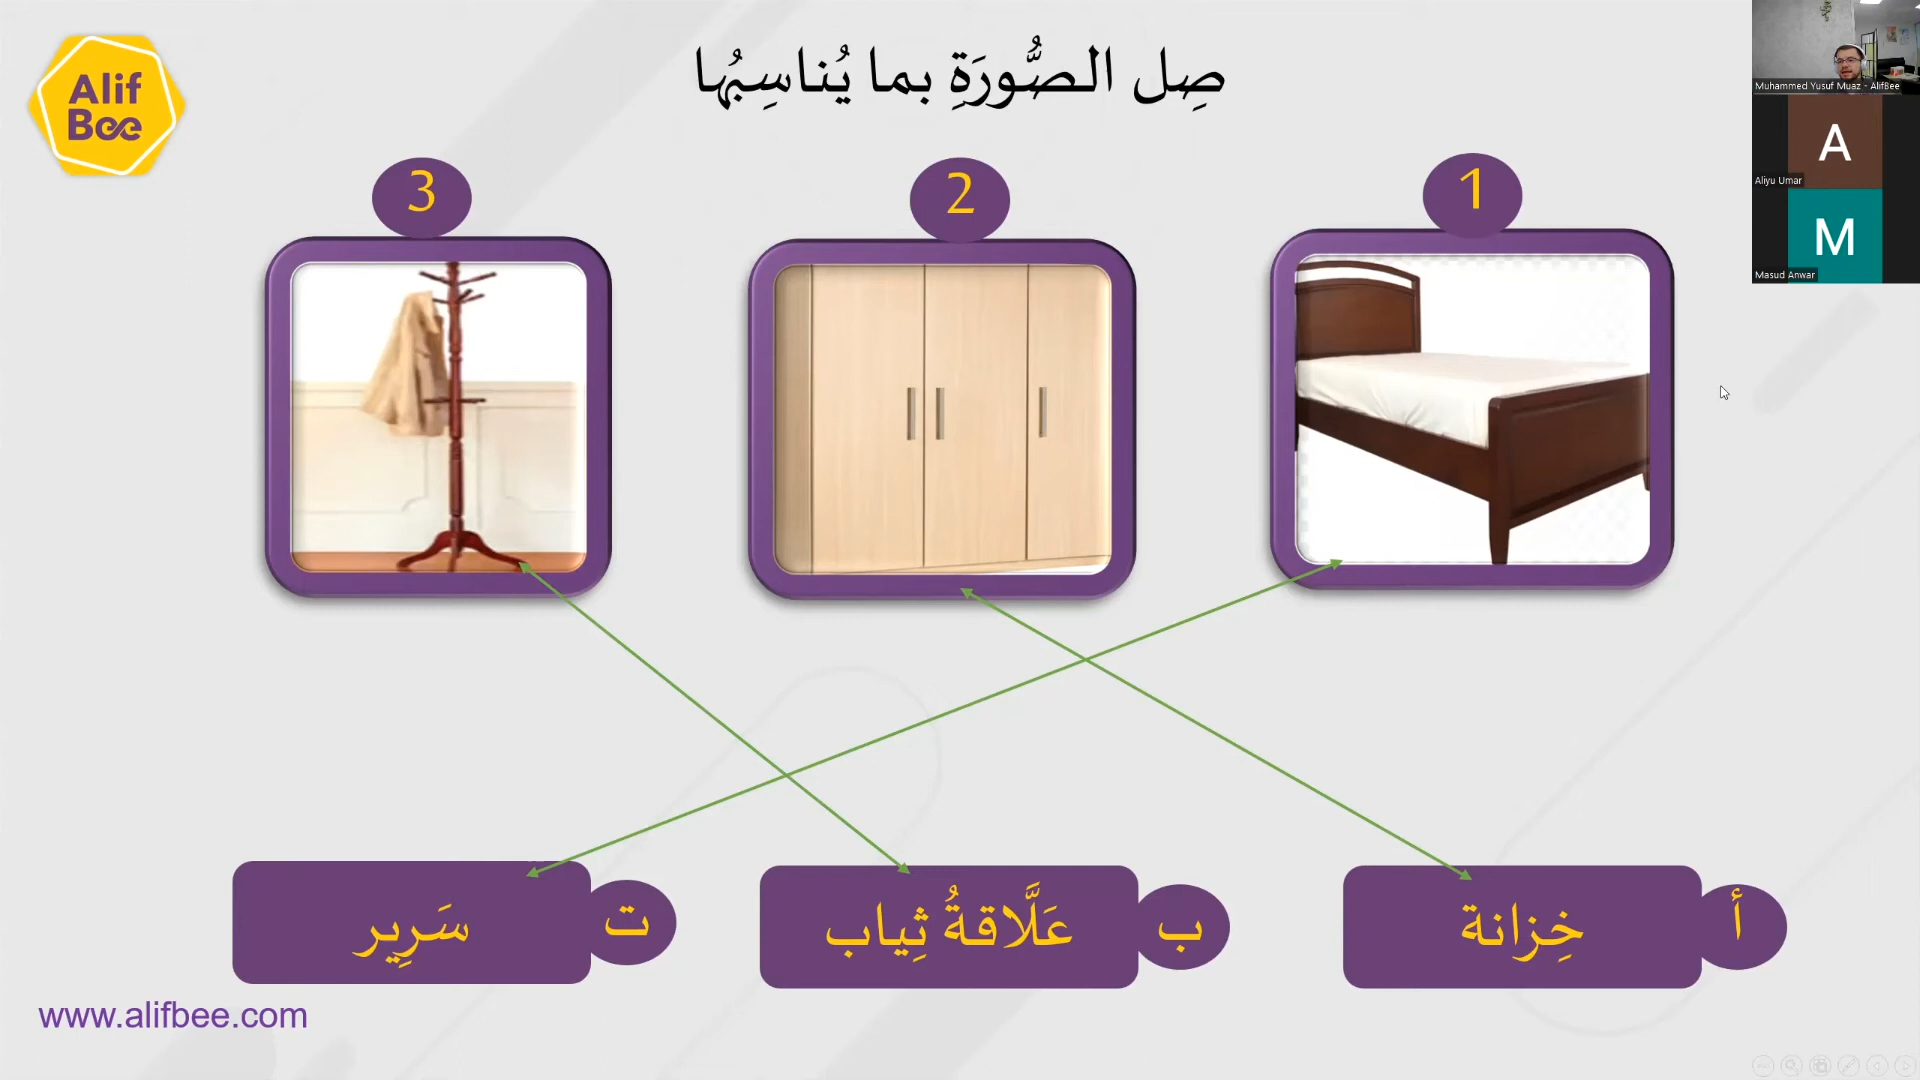 Alif
Bee
صِل الصُّورَةِ بما يُناسِبُها
Muhammed Yusuf Muaz - AlifBee
A
Aliyu Umar
M
Masud Anwar
1
2
3
أ
خِزانة
ب
عَلَّاقةُ ثِياب
ت
سَرِير
www.alifbee.com